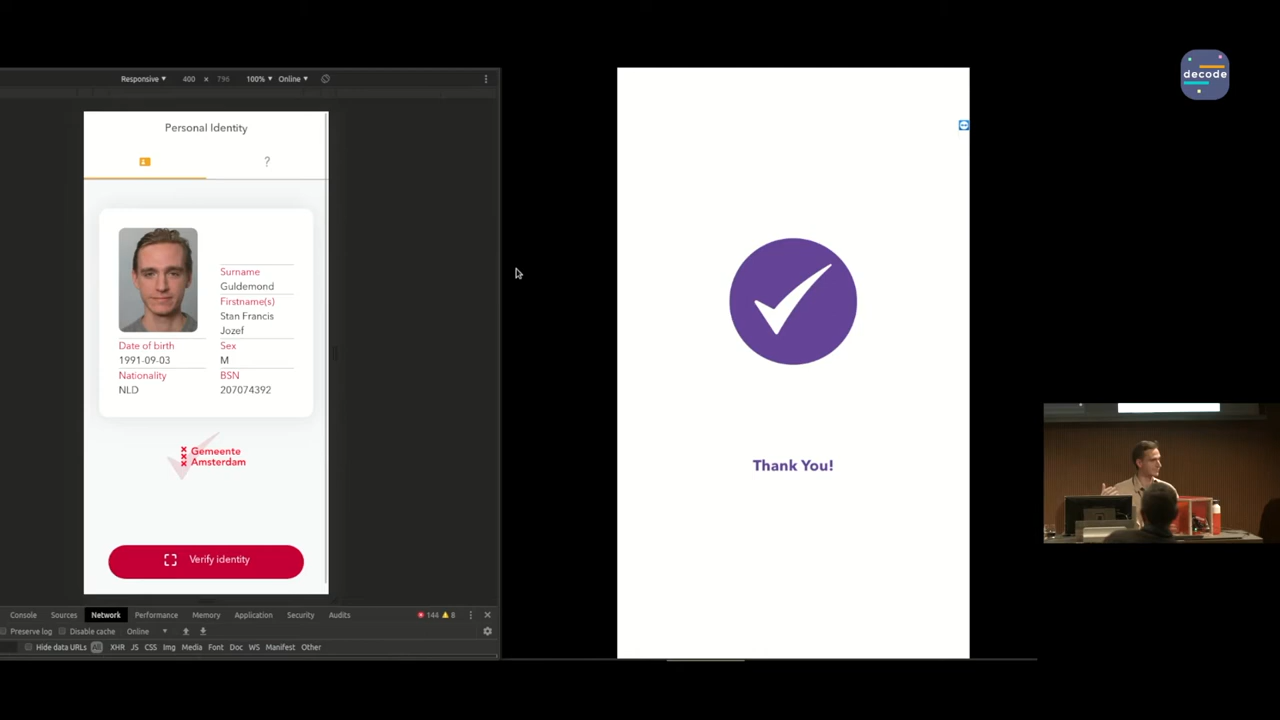 decode
Responsive 400 × 796 100% Online
Personal Identity
?
Surname
Guldemond
Firstname(s)
Stan Francis
Jozef
Date of birth
1991-09-03
Sex
M
Nationality
NLD
BSN
207074392
Gemeente
Amsterdam
Verify identity
Thank You!
Console Sources Network Performance Memory Application Security Audits 144 8
Preserve log Disable cache Online
Hide data URLs All XHR JS CSS Img Media Font Doc WS Manifest Other